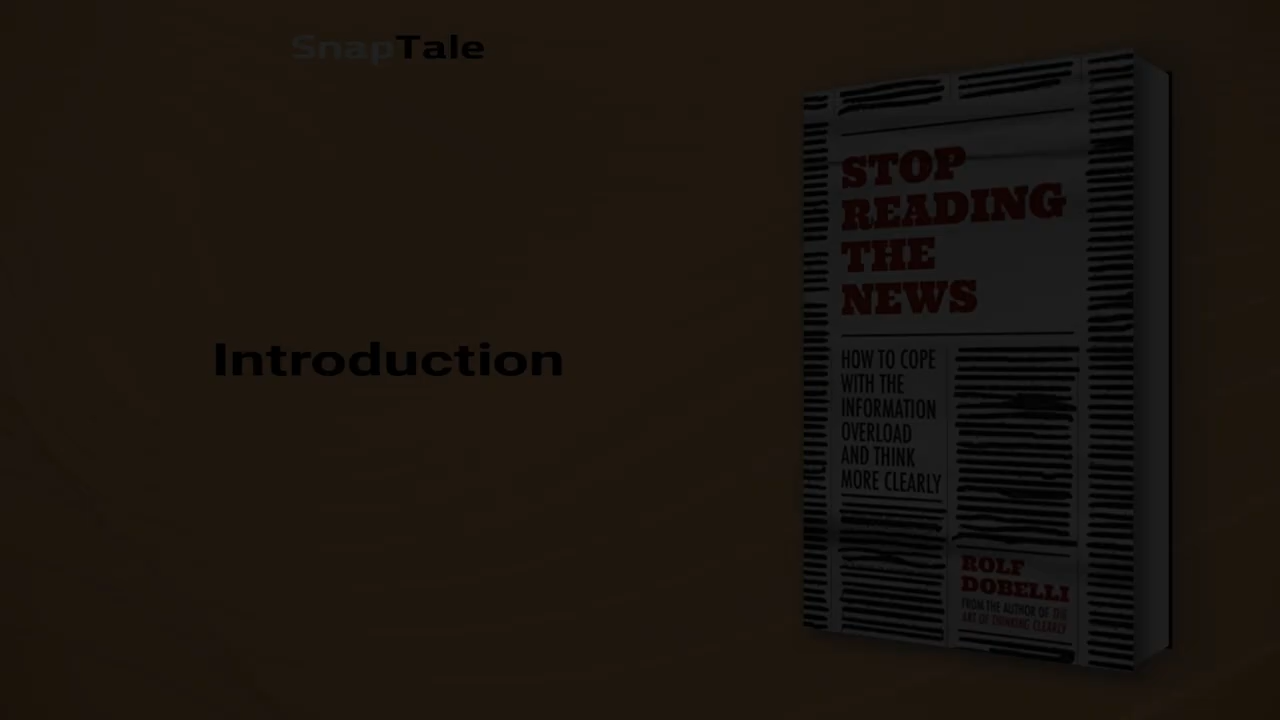 SnapTale
Introduction
STOP
READING
THE
NEWS
HOW TO COPE
WITH THE
INFORMATION
OVERLOAD
AND THINK
MORE CLEARLY
ROLF
DOBELLI
FROM THE AUTHOR OF THE
ART OF THINKING CLEARLY